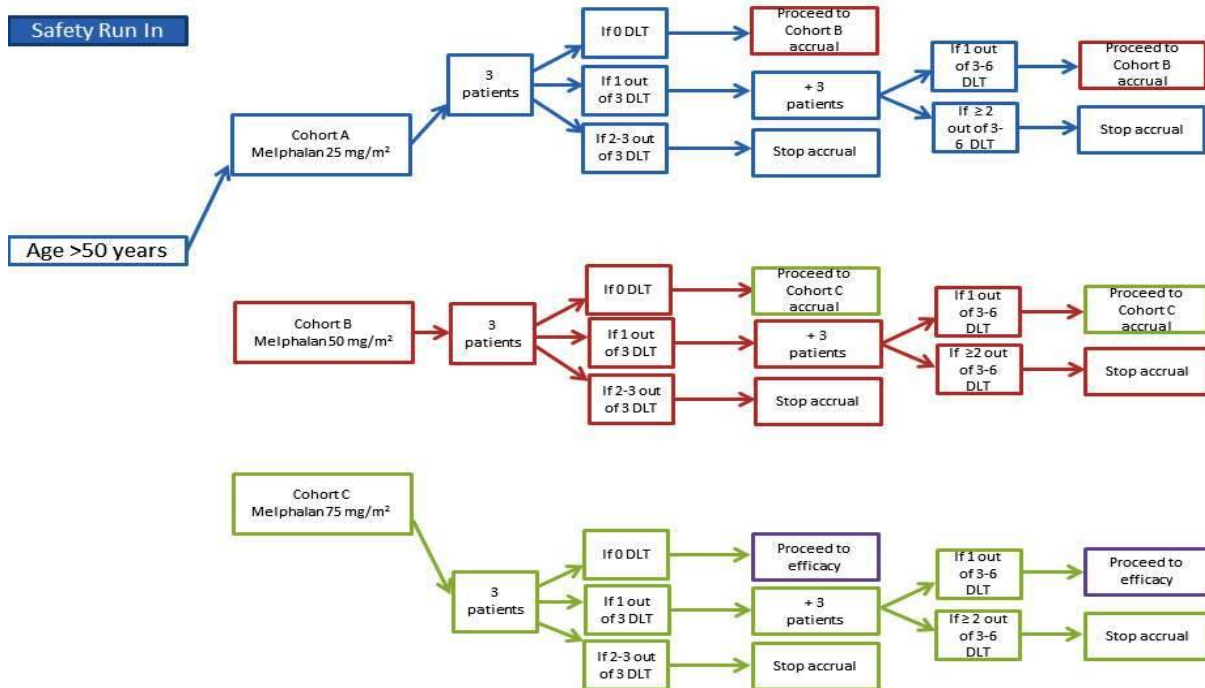 Safety Run In
Age >50 years
Cohort A
Melphalan 25 mg/m²
3
patients
If 0 DLT
Proceed to
Cohort B
accrual
If 1 out
of 3 DLT
+ 3
patients
If 1 out
of 3-6
DLT
Proceed to
Cohort B
accrual
If ≥ 2
out of 3-
6 DLT
Stop accrual
If 2-3 out
of 3 DLT
Stop accrual
Cohort B
Melphalan 50 mg/m²
3
patients
If 0 DLT
Proceed to
Cohort C
accrual
If 1 out
of 3 DLT
+ 3
patients
If 1 out
of 3-6
DLT
Proceed to
Cohort C
accrual
If ≥2 out
of 3-6
DLT
Stop accrual
If 2-3 out
of 3 DLT
Stop accrual
Cohort C
Melphalan 75 mg/m²
3
patients
If 0 DLT
Proceed to
efficacy
If 1 out
of 3 DLT
+ 3
patients
If 1 out
of 3-6
DLT
Proceed to
efficacy
If ≥ 2 out
of 3-6
DLT
Stop accrual
If 2-3 out
of 3 DLT
Stop accrual